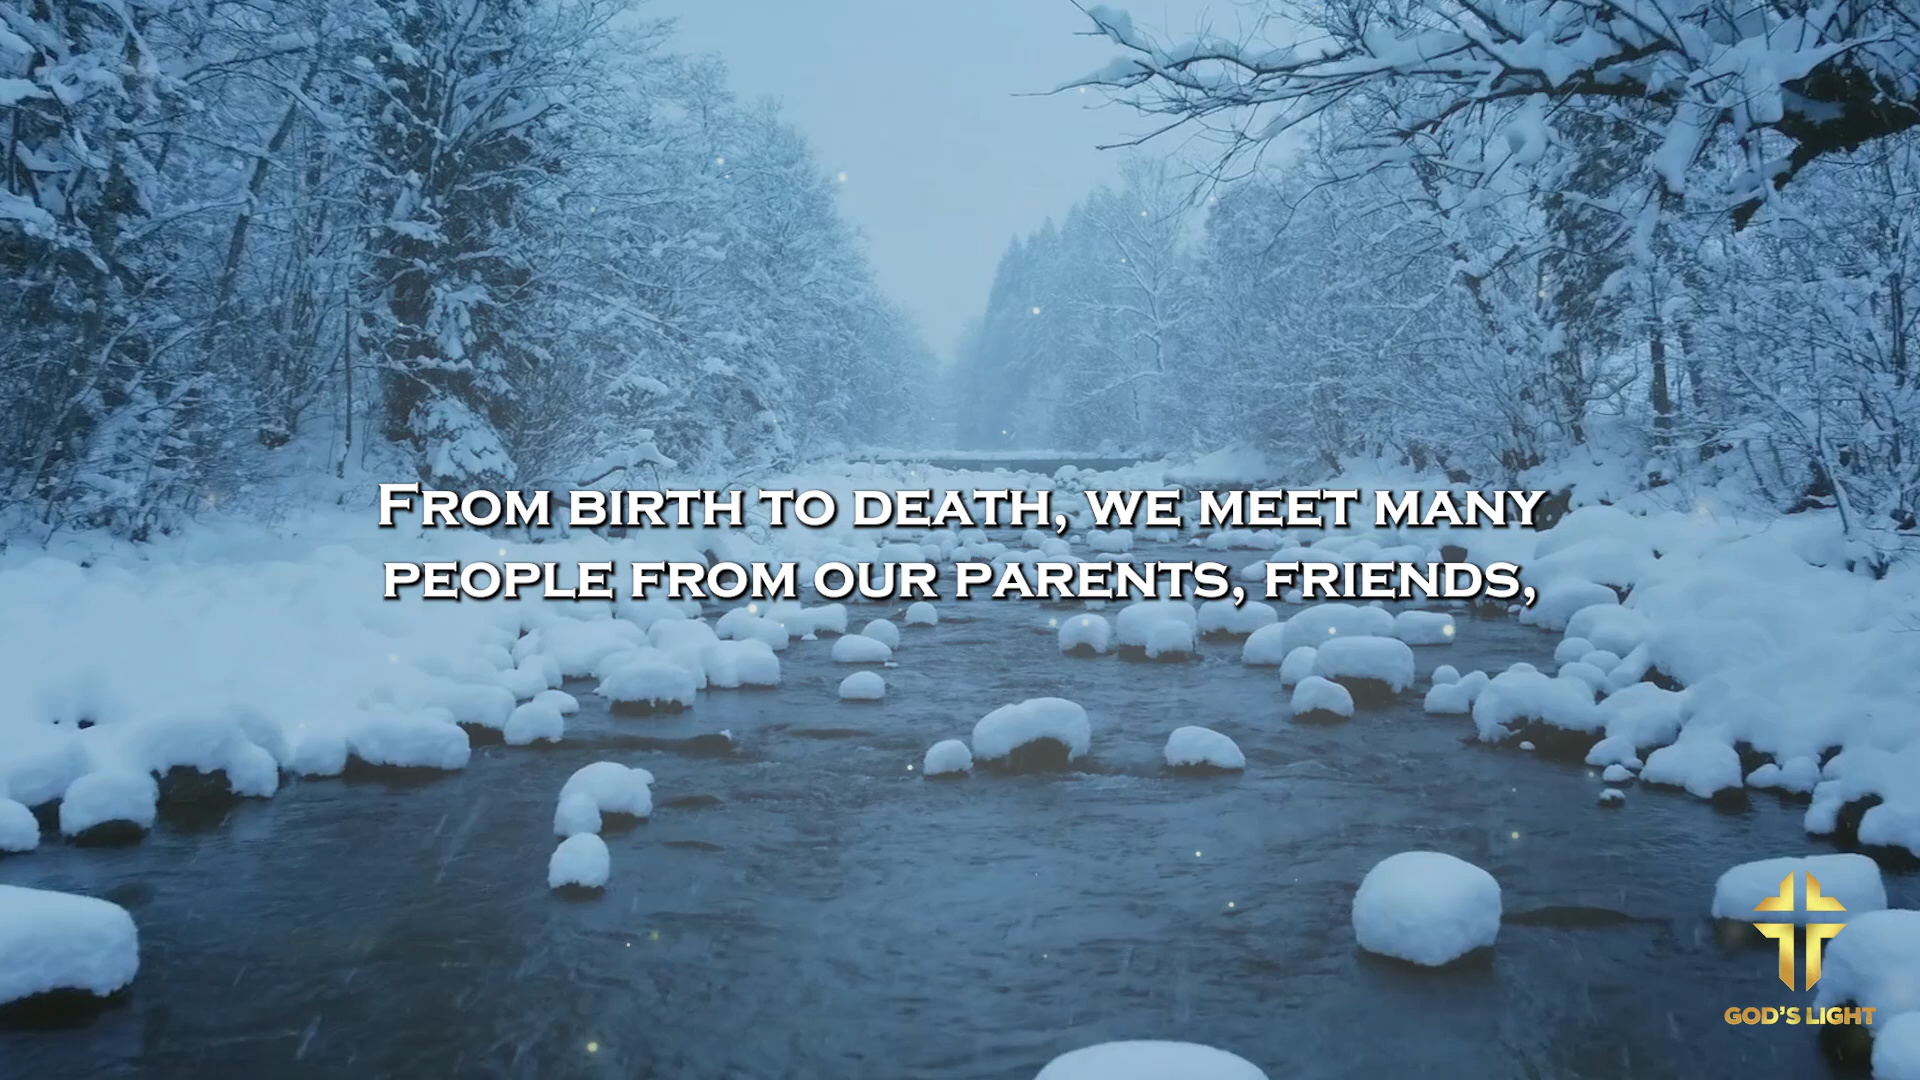 From birth to death, we meet many
people from our parents, friends,
GOD'S LIGHT